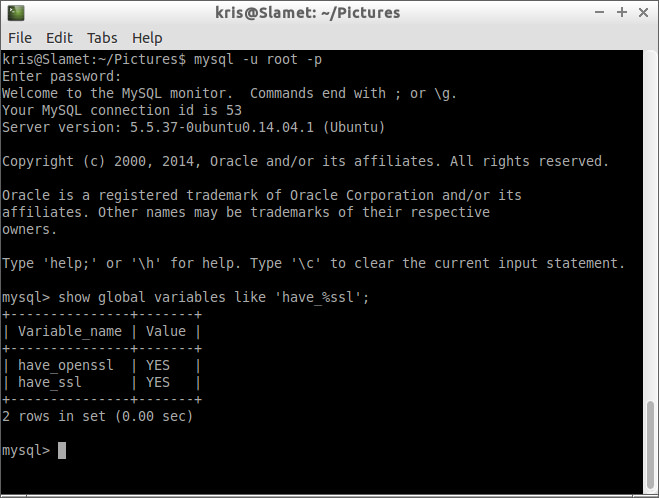 kris@Slamet: ~/Pictures
File Edit Tabs Help
kris@Slamet:~/Pictures$ mysql -u root -p
Enter password:
Welcome to the MySQL monitor.  Commands end with ; or \g.
Your MySQL connection id is 53
Server version: 5.5.37-0ubuntu0.14.04.1 (Ubuntu)
Copyright (c) 2000, 2014, Oracle and/or its affiliates. All rights reserved.
Oracle is a registered trademark of Oracle Corporation and/or its
affiliates. Other names may be trademarks of their respective
owners.
Type 'help;' or '\h' for help. Type '\c' to clear the current input statement.
mysql> show global variables like 'have_%ssl';
+---------------+-------+
| Variable_name | Value |
+---------------+-------+
| have_openssl  | YES   |
| have_ssl      | YES   |
+---------------+-------+
2 rows in set (0.00 sec)
mysql>